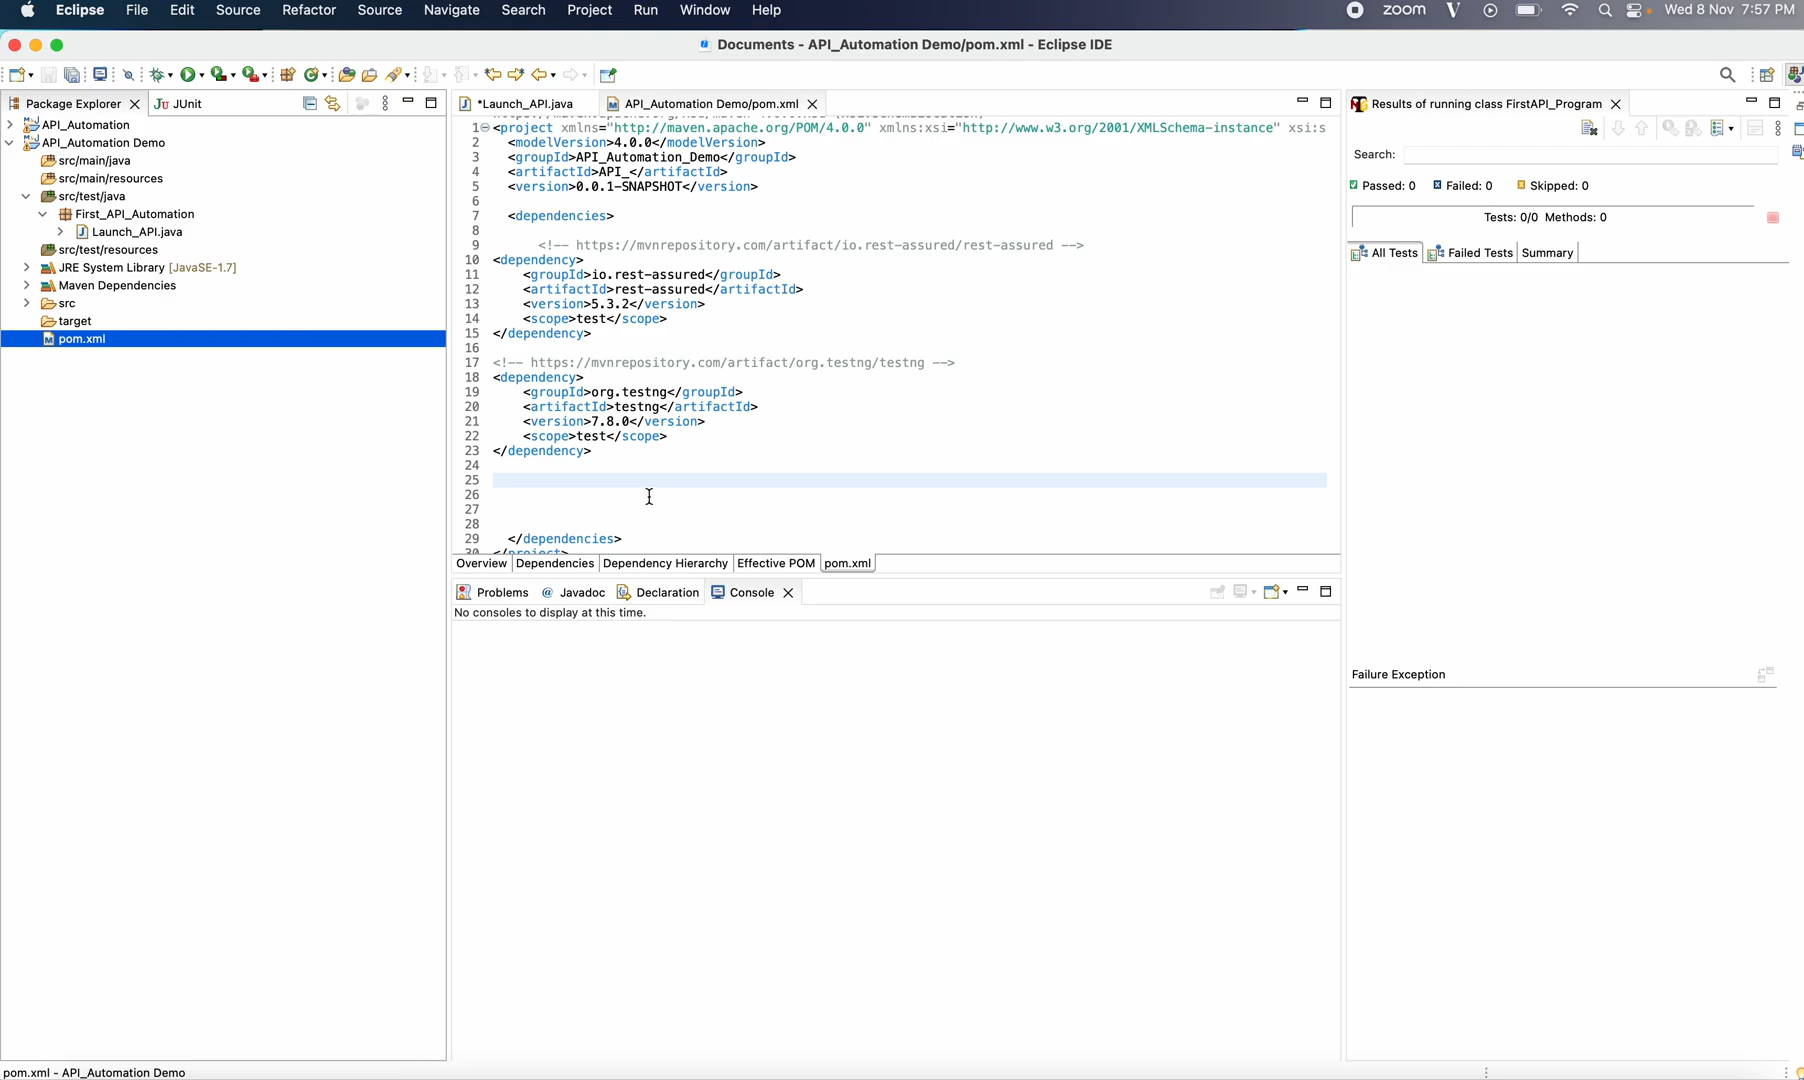 Eclipse File Edit Source Refactor Source Navigate Search Project Run Window Help zoom Wed 8 Nov 7:57 PM
Documents - API_Automation Demo/pom.xml - Eclipse IDE
Package Explorer
JUnit
API_Automation
API_Automation Demo
src/main/java
src/main/resources
src/test/java
First_API_Automation
Launch_API.java
src/test/resources
JRE System Library [JavaSE-1.7]
Maven Dependencies
src
target
pom.xml
*Launch_API.java
API_Automation Demo/pom.xml
1 <project xmlns="http://maven.apache.org/POM/4.0.0" xmlns:xsi="http://www.w3.org/2001/XMLSchema-instance" xsi:s
2 <modelVersion>4.0.0</modelVersion>
3 <groupId>API_Automation_Demo</groupId>
4 <artifactId>API_</artifactId>
5 <version>0.0.1-SNAPSHOT</version>
6
7 <dependencies>
8
9 <!-- https://mvnrepository.com/artifact/io.rest-assured/rest-assured -->
10 <dependency>
11 <groupId>io.rest-assured</groupId>
12 <artifactId>rest-assured</artifactId>
13 <version>5.3.2</version>
14 <scope>test</scope>
15 </dependency>
16
17 <!-- https://mvnrepository.com/artifact/org.testng/testng -->
18 <dependency>
19 <groupId>org.testng</groupId>
20 <artifactId>testng</artifactId>
21 <version>7.8.0</version>
22 <scope>test</scope>
23 </dependency>
24
25
26
27
28
29 </dependencies>
30 </project>
Overview Dependencies Dependency Hierarchy Effective POM pom.xml
Problems Javadoc Declaration Console
No consoles to display at this time.
Results of running class FirstAPI_Program
Search:
Passed: 0 Failed: 0 Skipped: 0
Tests: 0/0 Methods: 0
All Tests Failed Tests Summary
Failure Exception
pom.xml - API_Automation Demo